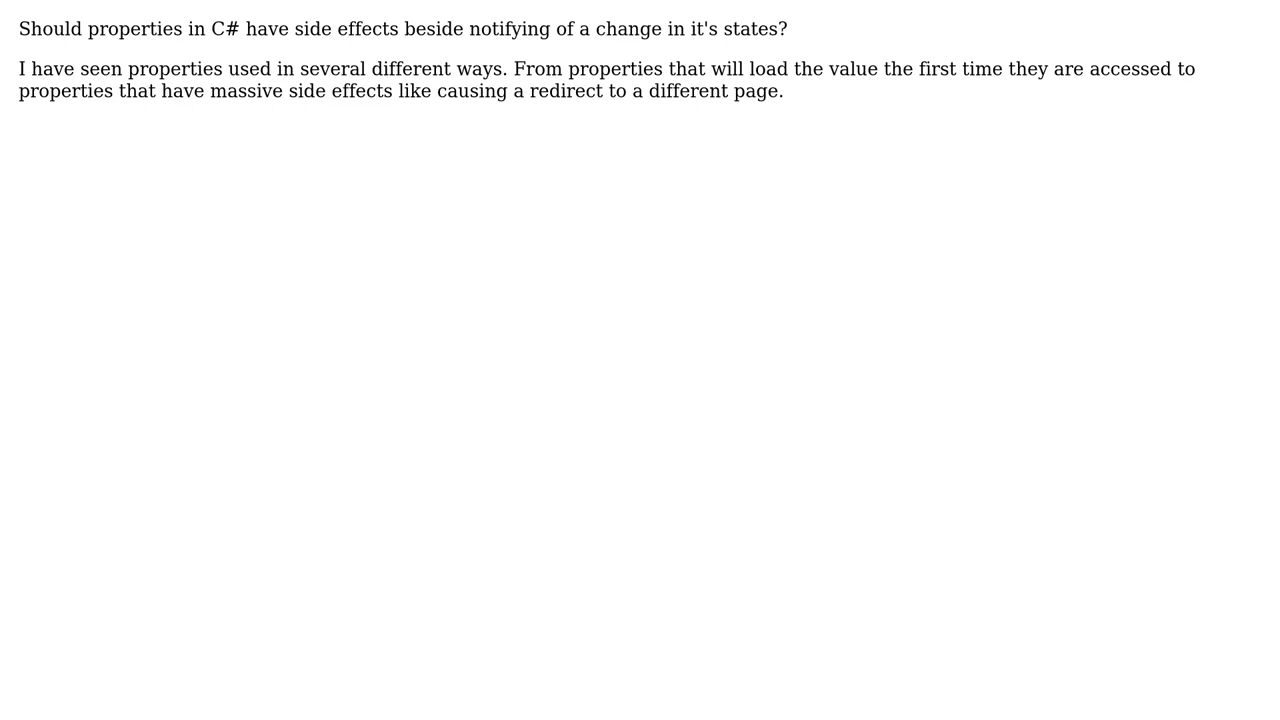 Should properties in C# have side effects beside notifying of a change in it's states?
I have seen properties used in several different ways. From properties that will load the value the first time they are accessed to
properties that have massive side effects like causing a redirect to a different page.